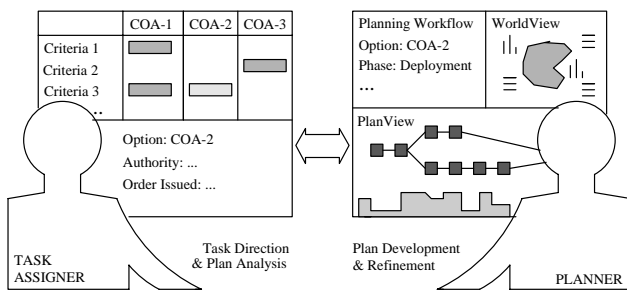 COA-1 COA-2 COA-3
Criteria 1
Criteria 2
Criteria 3
...
Option: COA-2
Authority: ...
Order Issued: ...
Planning Workflow
Option: COA-2
Phase: Deployment
...
WorldView
PlanView
TASK
ASSIGNER
Task Direction
& Plan Analysis
Plan Development
& Refinement
PLANNER